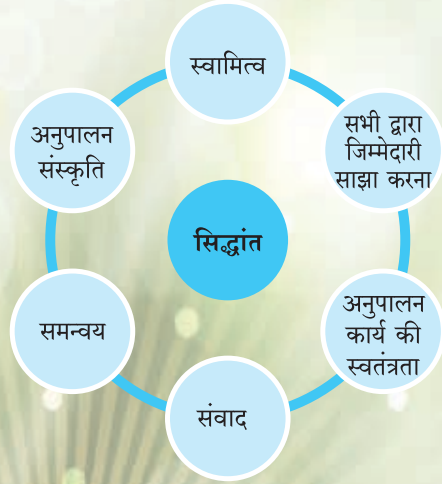 स्वामित्व
सभी द्वारा
जिम्मेदारी
साझा करना
अनुपालन
कार्य की
स्वतंत्रता
संवाद
समन्वय
अनुपालन
संस्कृति
सिद्धांत